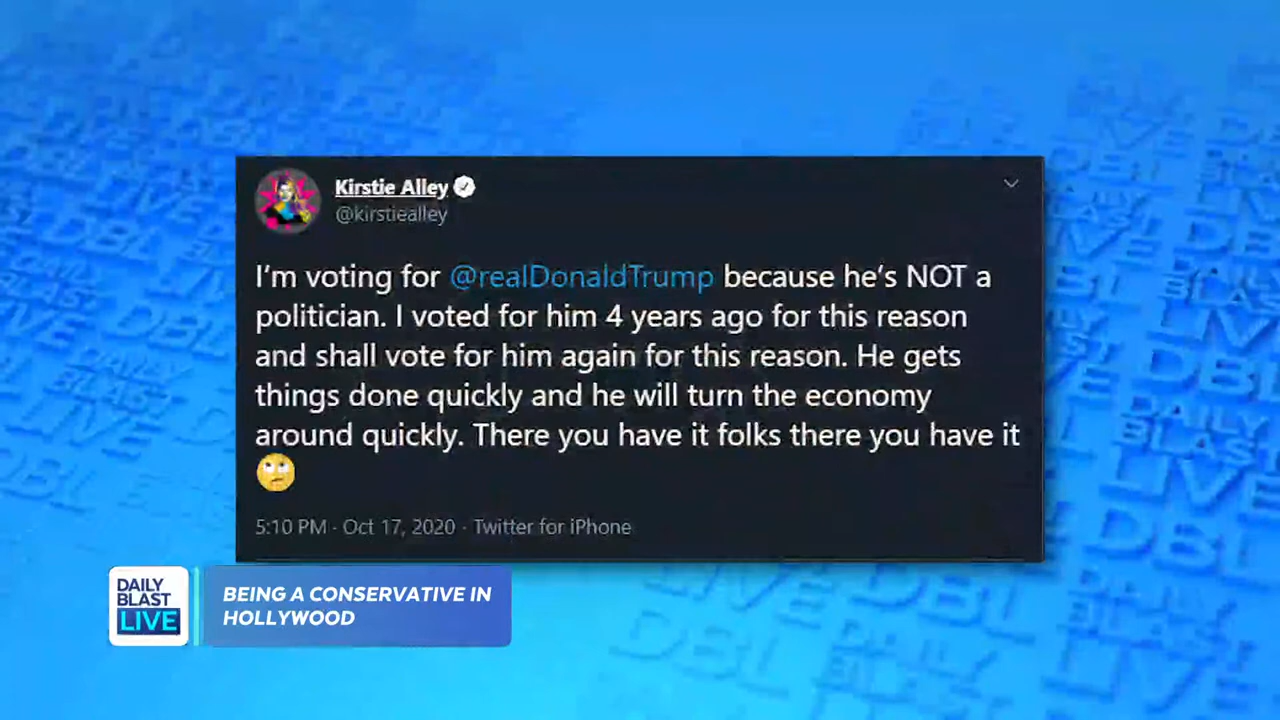 Kirstie Alley
@kirstiealley
I’m voting for @realDonaldTrump because he’s NOT a
politician. I voted for him 4 years ago for this reason
and shall vote for him again for this reason. He gets
things done quickly and he will turn the economy
around quickly. There you have it folks there you have it
🙄
5:10 PM · Oct 17, 2020 · Twitter for iPhone
DAILY
BLAST
LIVE
BEING A CONSERVATIVE IN
HOLLYWOOD